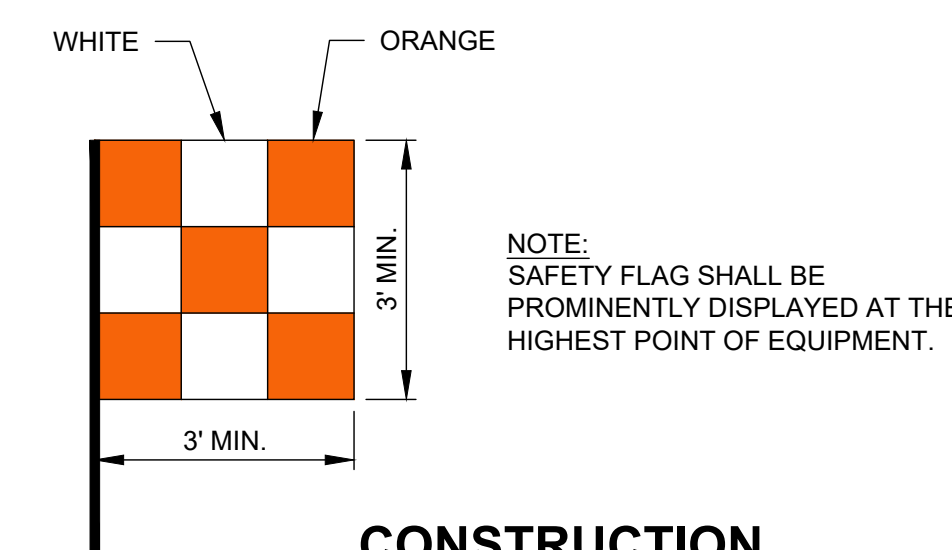 WHITE
ORANGE
3' MIN.
NOTE:
SAFETY FLAG SHALL BE
PROMINENTLY DISPLAYED AT THE
HIGHEST POINT OF EQUIPMENT.
3' MIN.
CONSTRUCTION